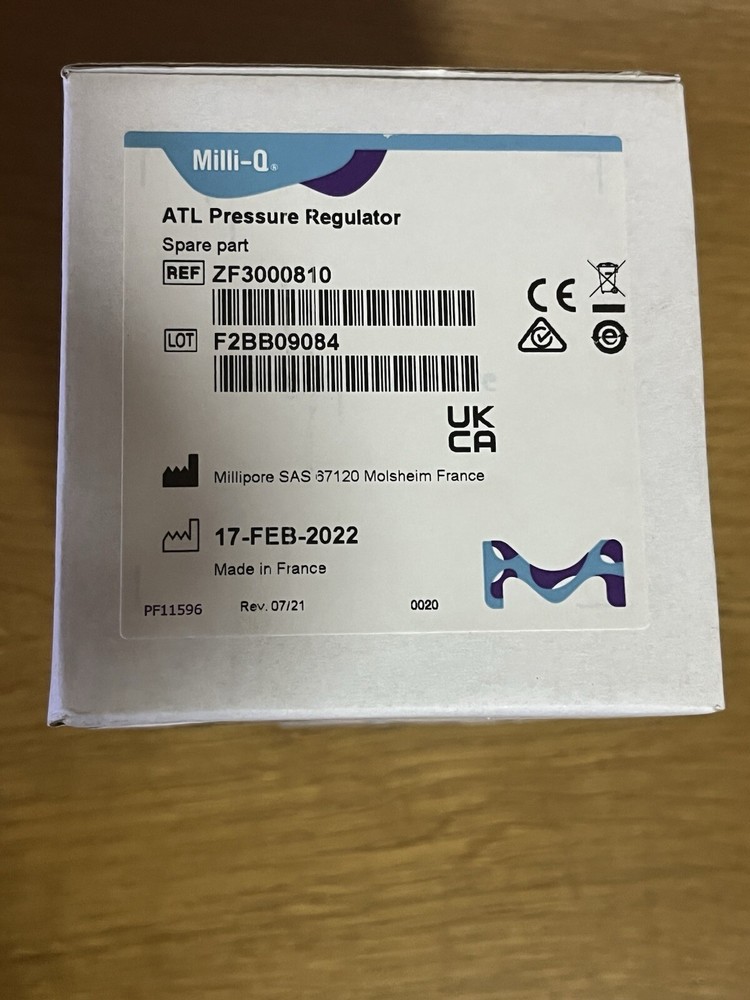 Milli-Q®
ATL Pressure Regulator
Spare part
REF ZF3000810
LOT F2BB09084
CE
UK
CA
Millipore SAS 67120 Molsheim France
17-FEB-2022
Made in France
PF11596 Rev. 07/21 0020
M